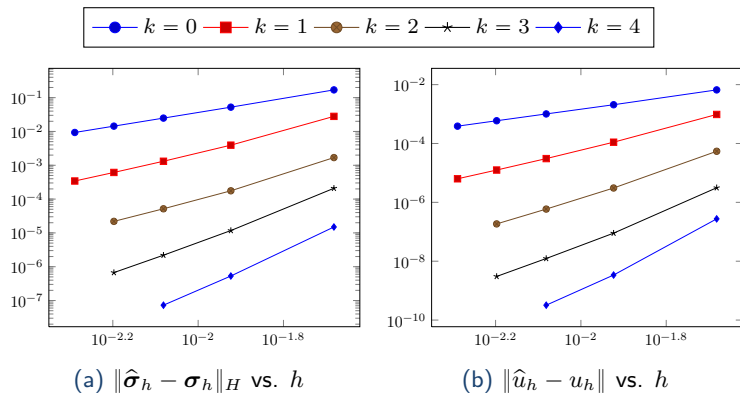 k = 0 k = 1 k = 2 k = 3 k = 4
10^{-1}
10^{-2}
10^{-3}
10^{-4}
10^{-5}
10^{-6}
10^{-7}
10^{-2.2} 10^{-2} 10^{-1.8}
(a) ‖σ̂_h − σ_h‖_H vs. h
10^{-2}
10^{-4}
10^{-6}
10^{-8}
10^{-10}
10^{-2.2} 10^{-2} 10^{-1.8}
(b) ‖û_h − u_h‖ vs. h